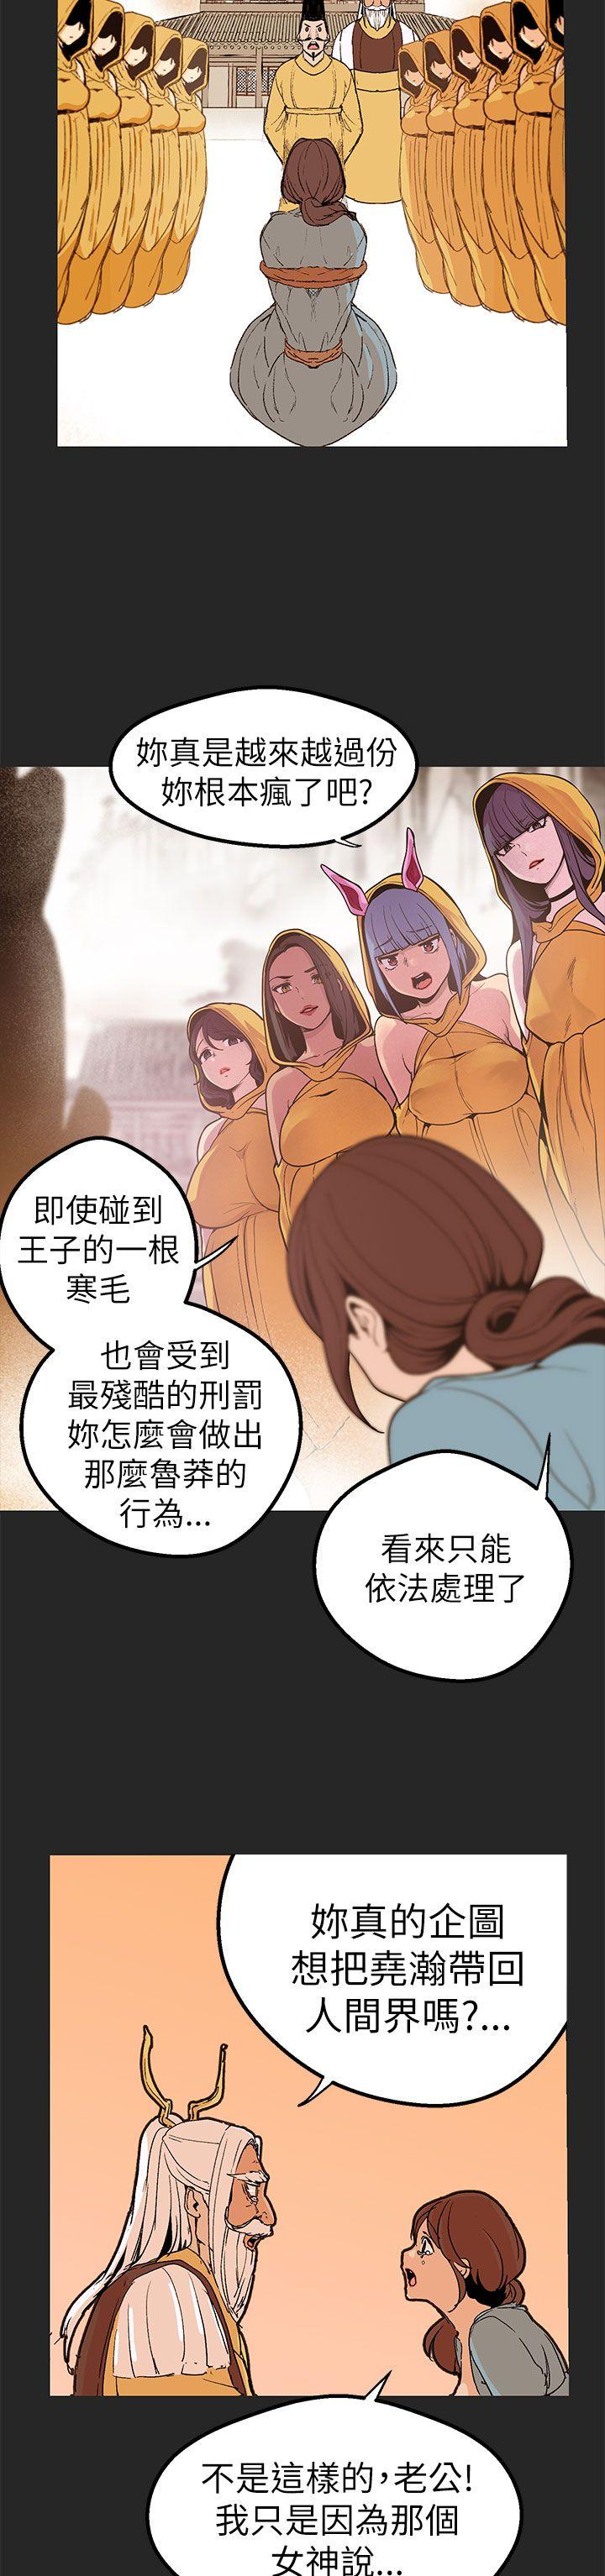 妳真是越來越過份
妳根本瘋了吧?
即使碰到
王子的一根
寒毛
也會受到
最殘酷的刑罰
妳怎麼會做出
那麼魯莽的
行為...
看來只能
依法處理了
妳真的企圖
想把堯瀚帶回
人間界嗎?...
不是這樣的，老公!
我只是因為那個
女神說...